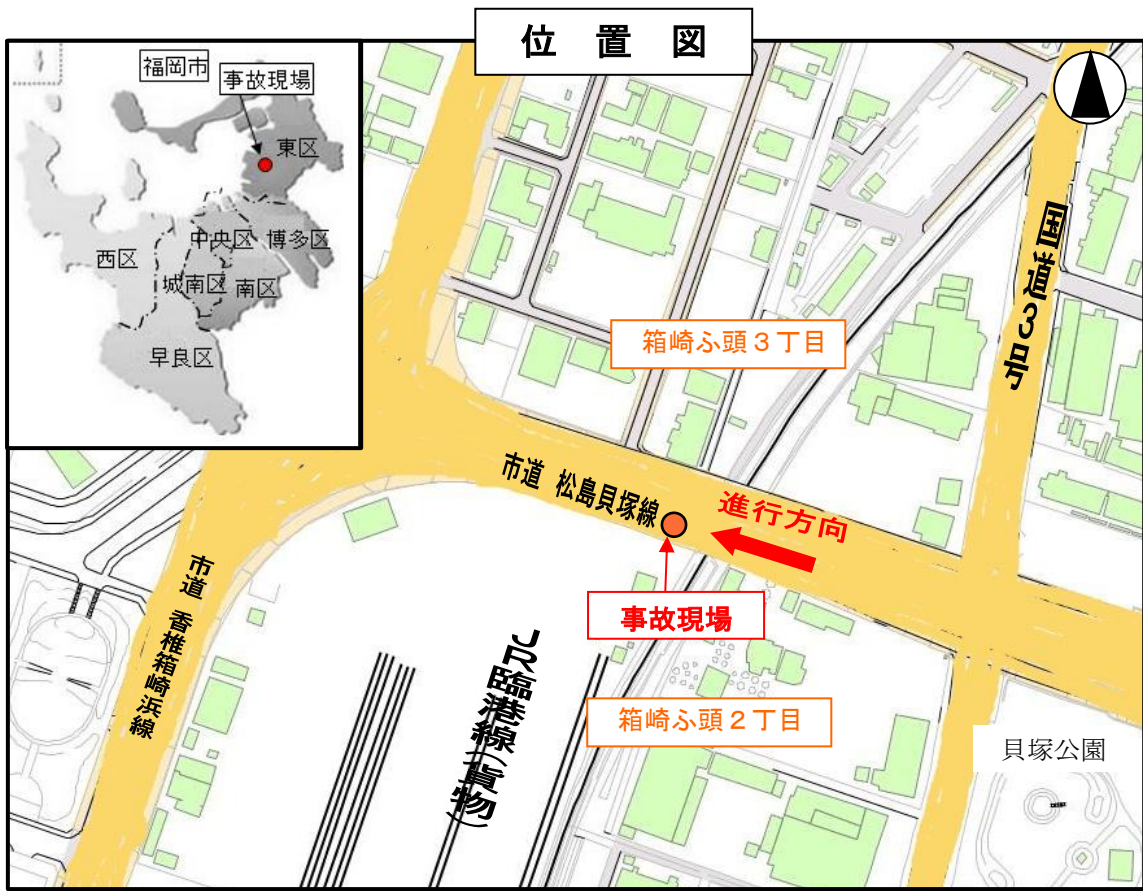 位 置 図
福岡市
事故現場
東区
中央区
博多区
西区
城南区
南区
早良区
国道3号
箱崎ふ頭3丁目
市道 松島貝塚線
進行方向
事故現場
市道 香椎箱崎浜線
JR臨港線(貨物)
箱崎ふ頭2丁目
貝塚公園